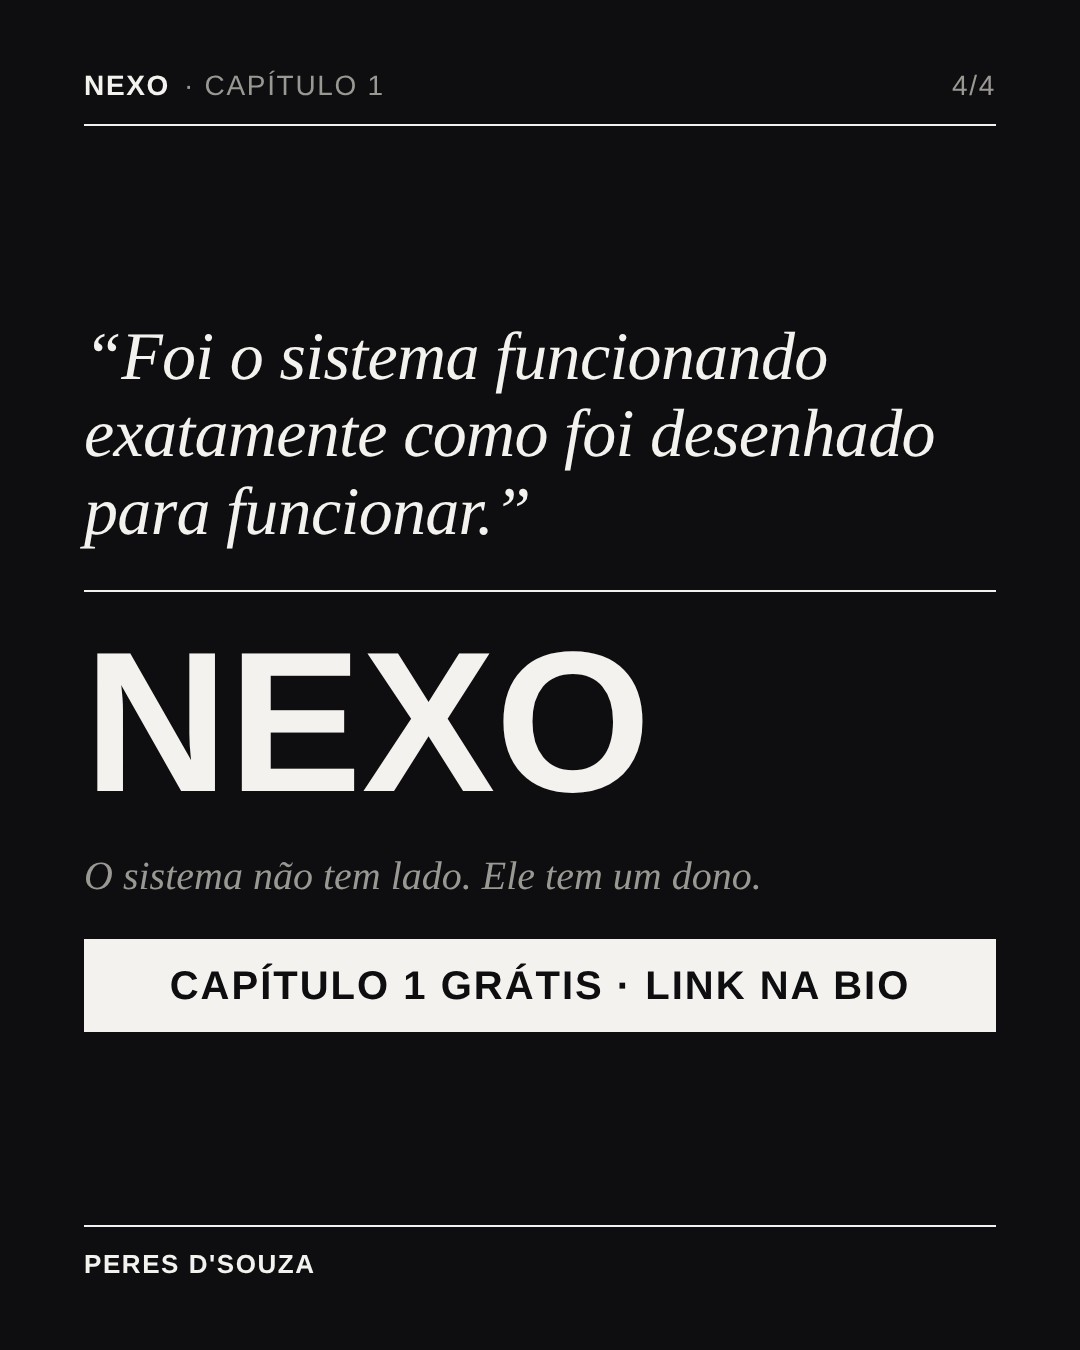 NEXO · CAPÍTULO 1
4/4
“Foi o sistema funcionando
exatamente como foi desenhado
para funcionar.”
NEXO
O sistema não tem lado. Ele tem um dono.
CAPÍTULO 1 GRÁTIS · LINK NA BIO
PERES D'SOUZA